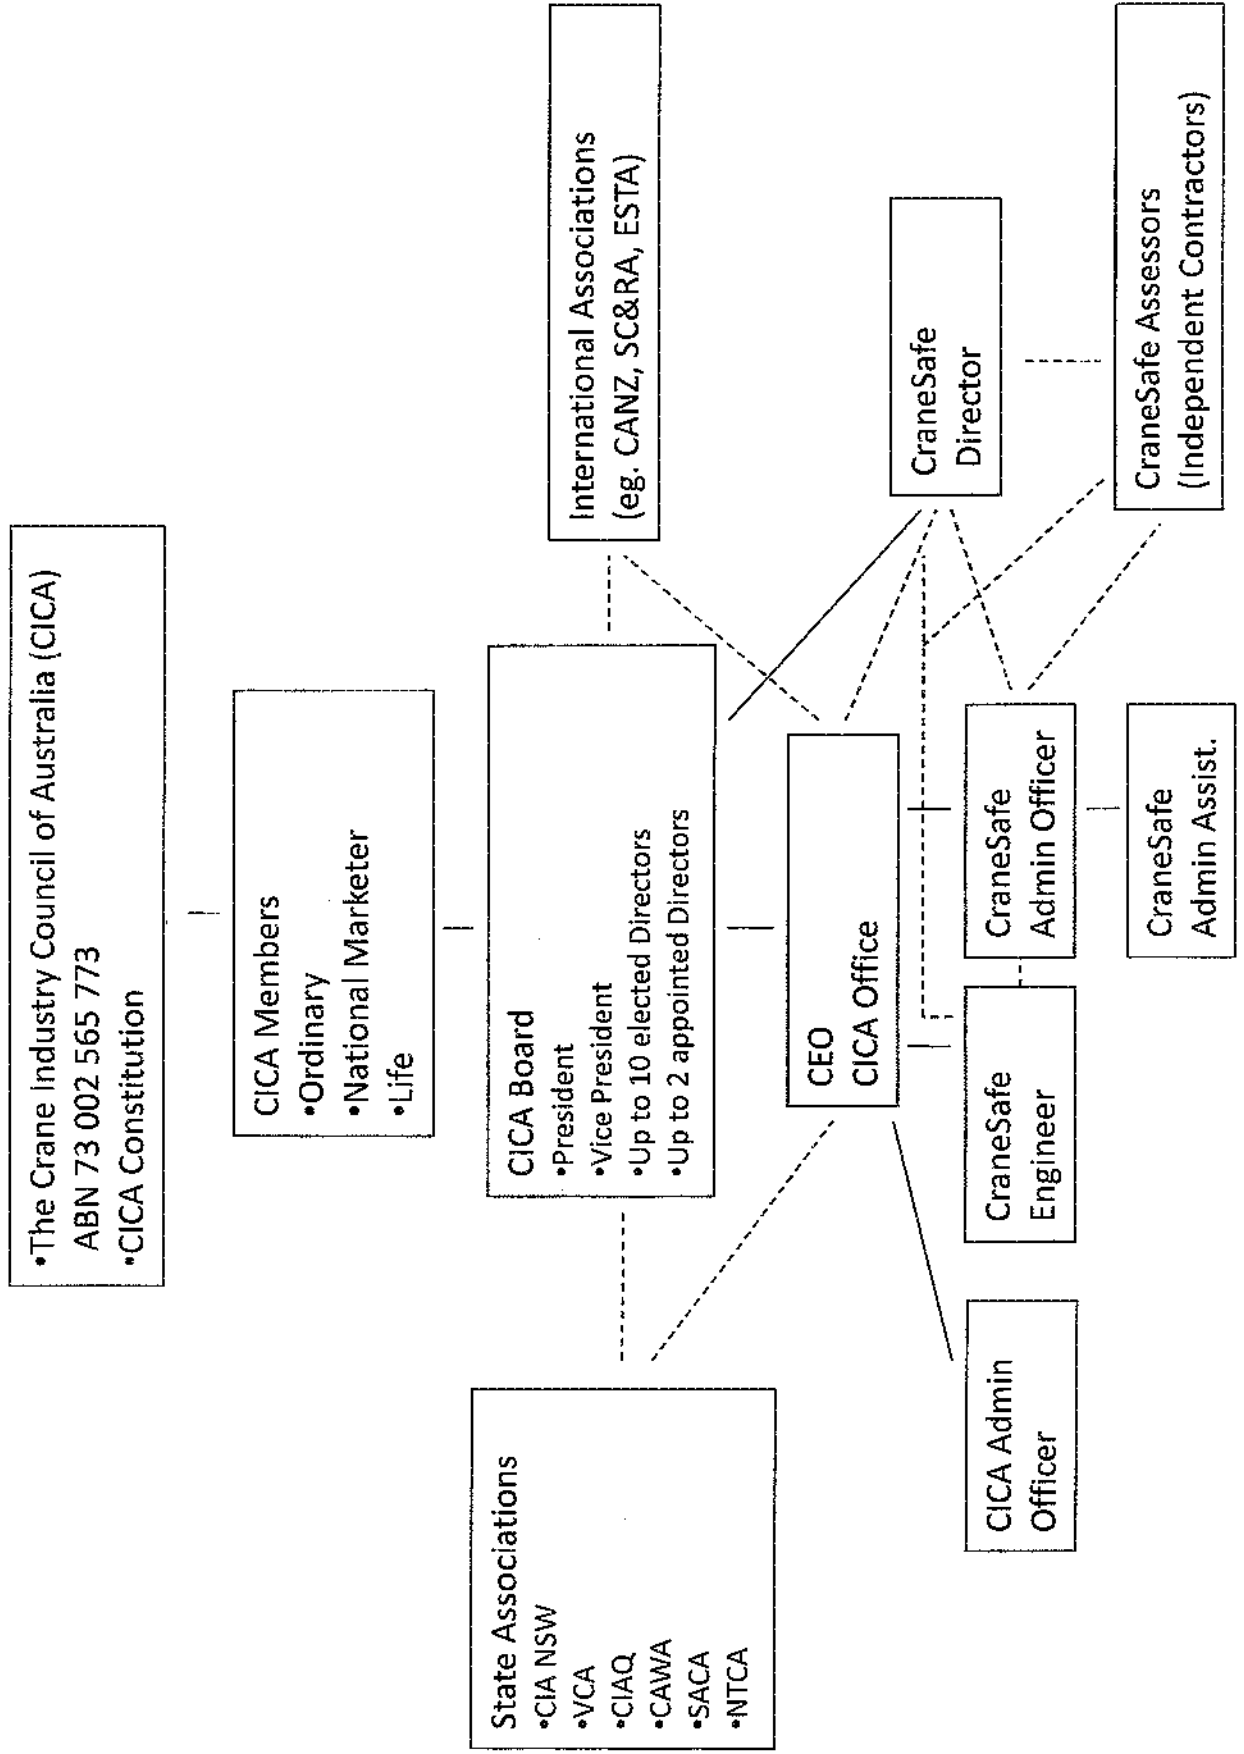 •The Crane Industry Council of Australia (CICA)
ABN 73 002 565 773
•CICA Constitution
CICA Members
•Ordinary
•National Marketer
•Life
State Associations
•CIA NSW
•VCA
•CIAQ
•CAWA
•SACA
•NTCA
CICA Board
•President
•Vice President
•Up to 10 elected Directors
•Up to 2 appointed Directors
International Associations
(eg. CANZ, SC&RA, ESTA)
CEO
CICA Office
CraneSafe
Director
CICA Admin
Officer
CraneSafe
Engineer
CraneSafe
Admin Officer
CraneSafe
Admin Assist.
CraneSafe Assessors
(Independent Contractors)